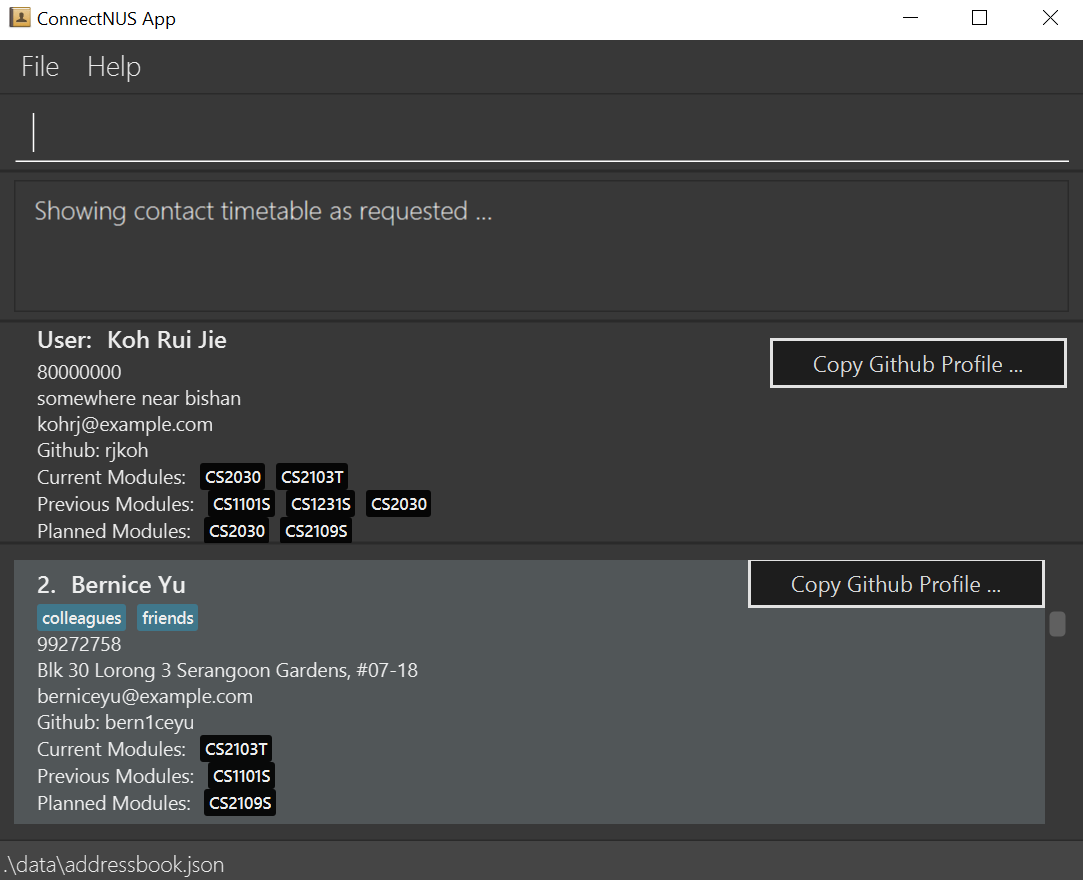 ConnectNUS App
File Help
Showing contact timetable as requested ...
User: Koh Rui Jie
Copy Github Profile ...
80000000
somewhere near bishan
kohrj@example.com
Github: rjkoh
Current Modules: CS2030 CS2103T
Previous Modules: CS1101S CS1231S CS2030
Planned Modules: CS2030 CS2109S
2. Bernice Yu
Copy Github Profile ...
colleagues friends
99272758
Blk 30 Lorong 3 Serangoon Gardens, #07-18
berniceyu@example.com
Github: bern1ceyu
Current Modules: CS2103T
Previous Modules: CS1101S
Planned Modules: CS2109S
.\data\addressbook.json